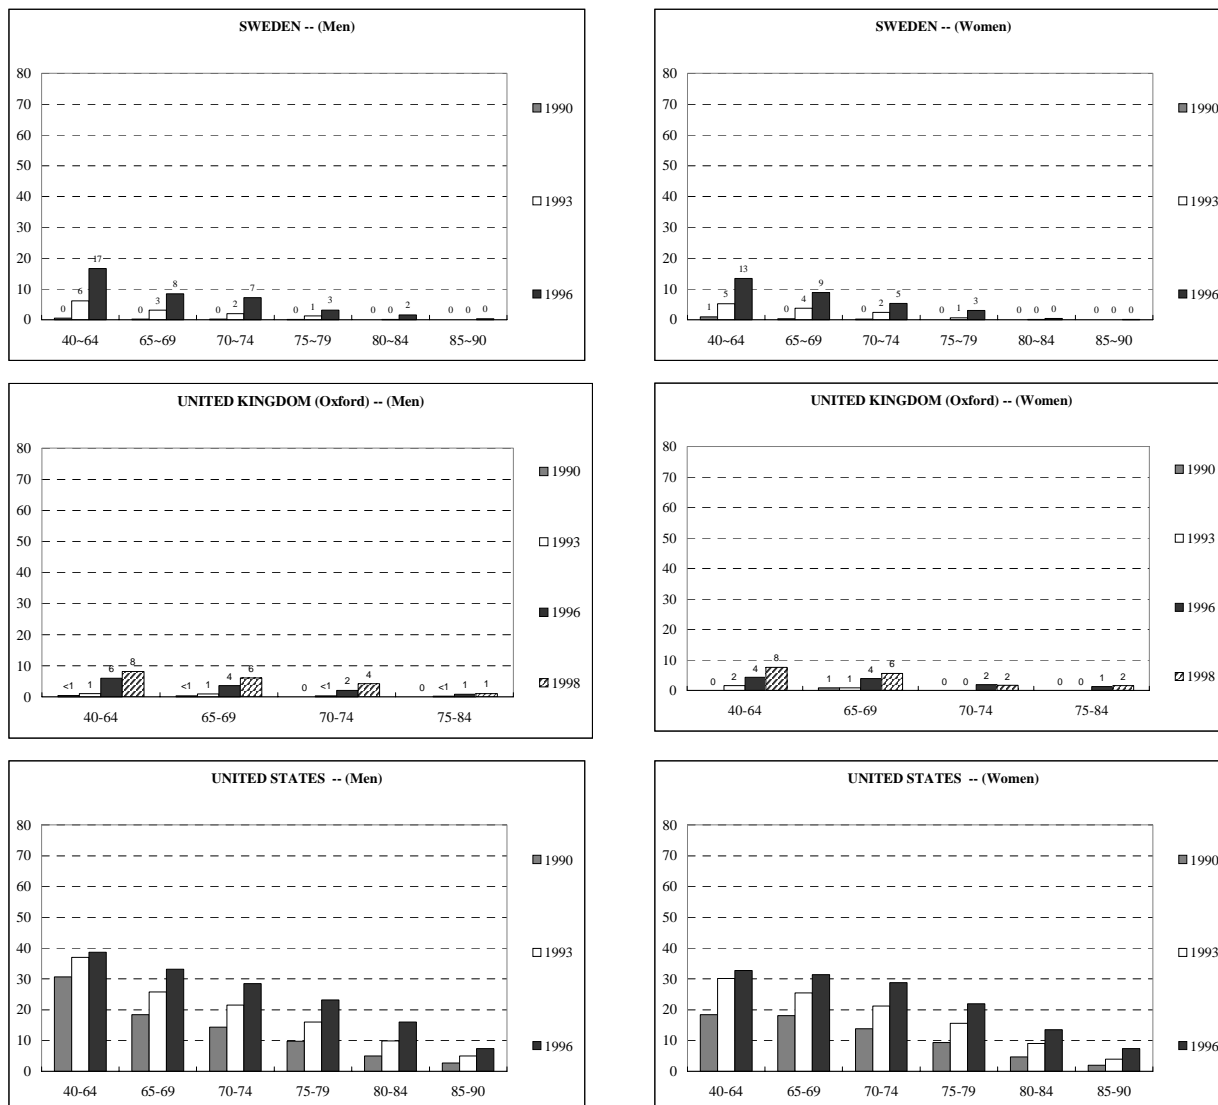 SWEDEN -- (Men)
80
70
60
50
40
30
20
10
0
0 6 17
0 3 8
0 2 7
0 1 3
0 0 2
0 0 0
40~64 65~69 70~74 75~79 80~84 85~90
1990
1993
1996
SWEDEN -- (Women)
80
70
60
50
40
30
20
10
0
1 5 13
0 4 9
0 2 5
0 1 3
0 0 0
0 0 0
40~64 65~69 70~74 75~79 80~84 85~90
1990
1993
1996
UNITED KINGDOM (Oxford) -- (Men)
80
70
60
50
40
30
20
10
0
<1 1 6 8
<1 1 4 6
0 <1 2 4
0 <1 1 1
40-64 65-69 70-74 75-84
1990
1993
1996
1998
UNITED KINGDOM (Oxford) -- (Women)
80
70
60
50
40
30
20
10
0
0 2 4 8
1 1 4 6
0 0 2 2
0 0 1 2
40-64 65-69 70-74 75-84
1990
1993
1996
1998
UNITED STATES -- (Men)
80
70
60
50
40
30
20
10
0
40-64 65-69 70-74 75-79 80-84 85-90
1990
1993
1996
UNITED STATES -- (Women)
80
70
60
50
40
30
20
10
0
40-64 65-69 70-74 75-79 80-84 85-90
1990
1993
1996